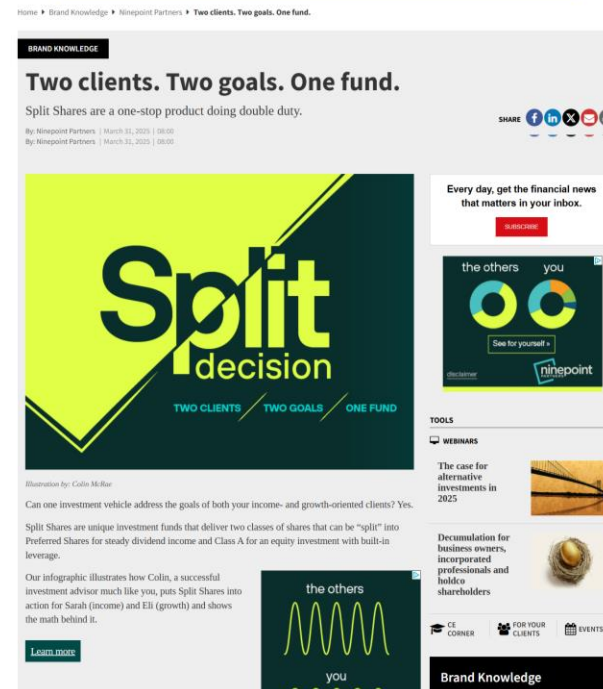 Home ▸ Brand Knowledge ▸ Ninepoint Partners ▸ Two clients. Two goals. One fund.
BRAND KNOWLEDGE
Two clients. Two goals. One fund.
Split Shares are a one-stop product doing double duty.
By: Ninepoint Partners | March 31, 2025 | 08:00
By: Ninepoint Partners | March 31, 2025 | 08:00
SHARE
Split
decision
TWO CLIENTS / TWO GOALS / ONE FUND
Illustration by: Colin McRae
Can one investment vehicle address the goals of both your income- and growth-oriented clients? Yes.
Split Shares are unique investment funds that deliver two classes of shares that can be “split” into
Preferred Shares for steady dividend income and Class A for an equity investment with built-in
leverage.
Our infographic illustrates how Colin, a successful
investment advisor much like you, puts Split Shares into
action for Sarah (income) and Eli (growth) and shows
the math behind it.
Learn more
the others
you
Every day, get the financial news
that matters in your inbox.
SUBSCRIBE
the others you
See for yourself »
disclaimer
ninepoint
PARTNERS
TOOLS
WEBINARS
The case for
alternative
investments in
2025
Decumulation for
business owners,
incorporated
professionals and
holdco
shareholders
CE
CORNER
FOR YOUR
CLIENTS
EVENTS
Brand Knowledge